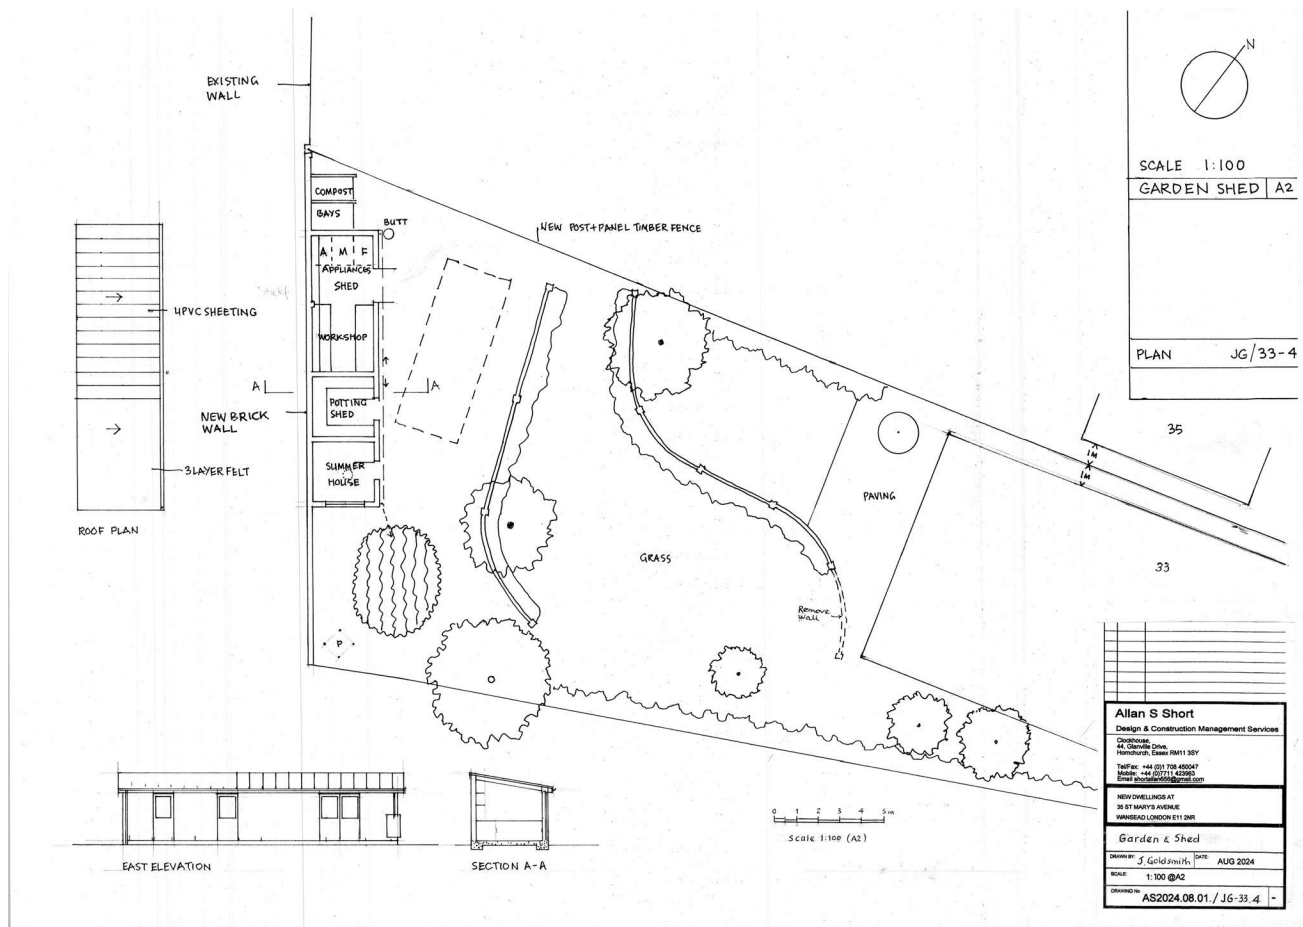 EXISTING
WALL
N
SCALE 1:100
GARDEN SHED A2
COMPOST
BAYS
BUTT
NEW POST+PANEL TIMBER FENCE
A M F
APPLIANCES
SHED
UPVC SHEETING
WORKSHOP
PLAN JG/33-4
A
A
POTTING
SHED
NEW BRICK
WALL
35
1M
1M
3 LAYER FELT
SUMMER
HOUSE
PAVING
ROOF PLAN
GRASS
33
Remove
Wall
P
Allan S Short
Design & Construction Management Services
Clockhouse,
44, Glanville Drive,
Hornchurch, Essex RM11 3SY
Tel/Fax: +44 (0)1 708 450047
Mobile: +44 (0)7711 423963
NEW DWELLINGS AT
35 ST MARY'S AVENUE
WANSEAD LONDON E11 2NR
0 1 2 3 4 5m
Scale 1:100 (A2)
Garden & Shed
DRAWN BY: J. Goldsmith DATE: AUG 2024
EAST ELEVATION
SECTION A-A
SCALE: 1:100 @A2
DRAWING No AS2024.08.01./JG-33.4 -